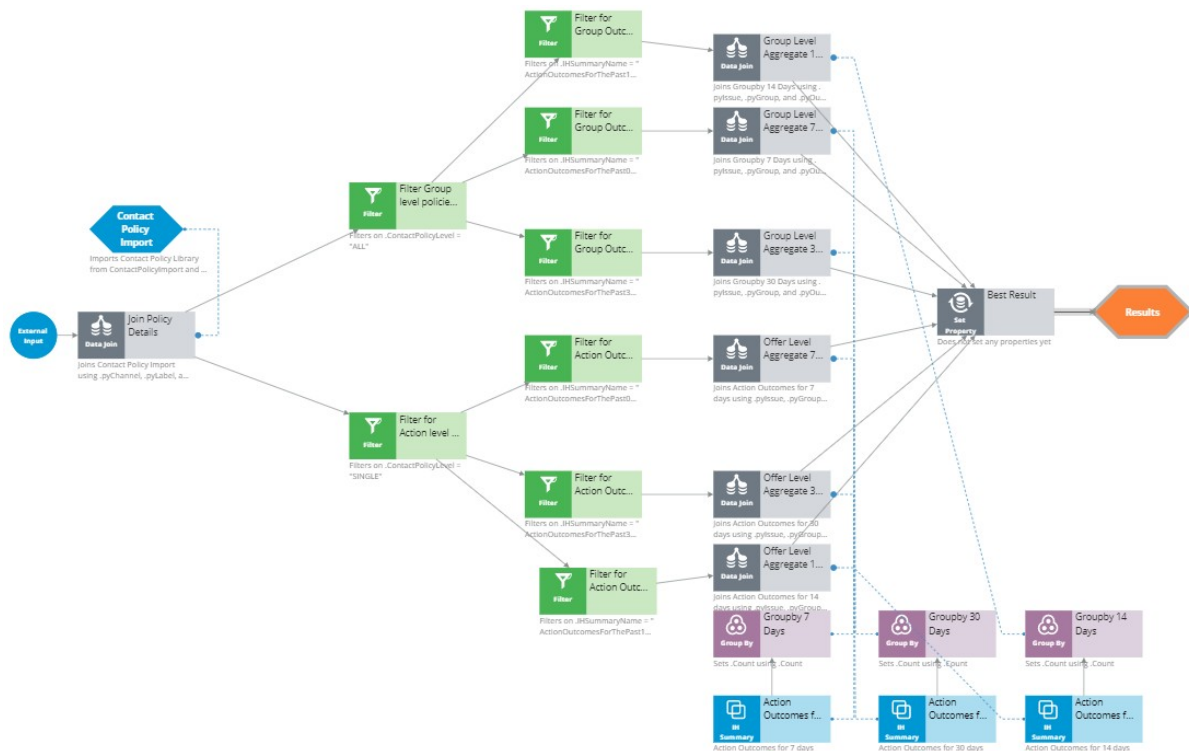 Filter for
Group Outc...
Filter
Filters on .IHSummaryName = "
ActionOutcomesForThePast1...
Group Level
Aggregate 1...
Data Join
Joins Groupby 14 Days using .
pyIssue, .pyGroup, and .pyOu...
Filter for
Group Outc...
Filter
Filters on .IHSummaryName = "
ActionOutcomesForThePast0...
Group Level
Aggregate 7...
Data Join
Joins Groupby 7 Days using .
pyIssue, .pyGroup, and .pyOu...
Filter Group
level policie...
Filter
Filters on .ContactPolicyLevel =
"ALL"
Contact
Policy
Import
Imports Contact Policy Library
from ContactPolicyImport and ...
Filter for
Group Outc...
Filter
Filters on .IHSummaryName = "
ActionOutcomesForThePast3...
Group Level
Aggregate 3...
Data Join
Joins Groupby 30 Days using .
pyIssue, .pyGroup, and .pyOu...
External
Input
Join Policy
Details
Data Join
Joins Contact Policy Import
using .pyChannel, .pyLabel, a...
Best Result
Set
Property
Does not set any properties yet
Results
Filter for
Action Outc...
Filter
Filters on .IHSummaryName = "
ActionOutcomesForThePast0...
Offer Level
Aggregate 7...
Data Join
Joins Action Outcomes for 7
days using .pyIssue, .pyGroup...
Filter for
Action level ...
Filter
Filters on .ContactPolicyLevel =
"SINGLE"
Filter for
Action Outc...
Filter
Filters on .IHSummaryName = "
ActionOutcomesForThePast3...
Offer Level
Aggregate 3...
Data Join
Joins Action Outcomes for 30
days using .pyIssue, .pyGroup...
Filter for
Action Outc...
Filter
Filters on .IHSummaryName = "
ActionOutcomesForThePast1...
Offer Level
Aggregate 1...
Data Join
Joins Action Outcomes for 14
days using .pyIssue, .pyGroup...
Groupby 7
Days
Group By
Sets .Count using .Count
Groupby 30
Days
Group By
Sets .Count using .Count
Groupby 14
Days
Group By
Sets .Count using .Count
Action
Outcomes f...
IH
Summary
Action Outcomes for 7 days
Action
Outcomes f...
IH
Summary
Action Outcomes for 30 days
Action
Outcomes f...
IH
Summary
Action Outcomes for 14 days